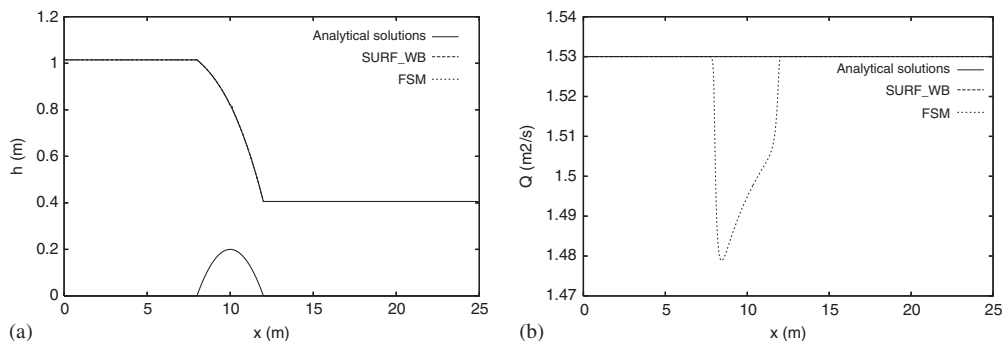 1.2
1
0.8
0.6
0.4
0.2
0
h (m)
Analytical solutions
SURF_WB
FSM
0 5 10 15 20 25
x (m)
(a)
1.54
1.53
1.52
1.51
1.5
1.49
1.48
1.47
Q (m2/s)
Analytical solutions
SURF_WB
FSM
0 5 10 15 20 25
x (m)
(b)